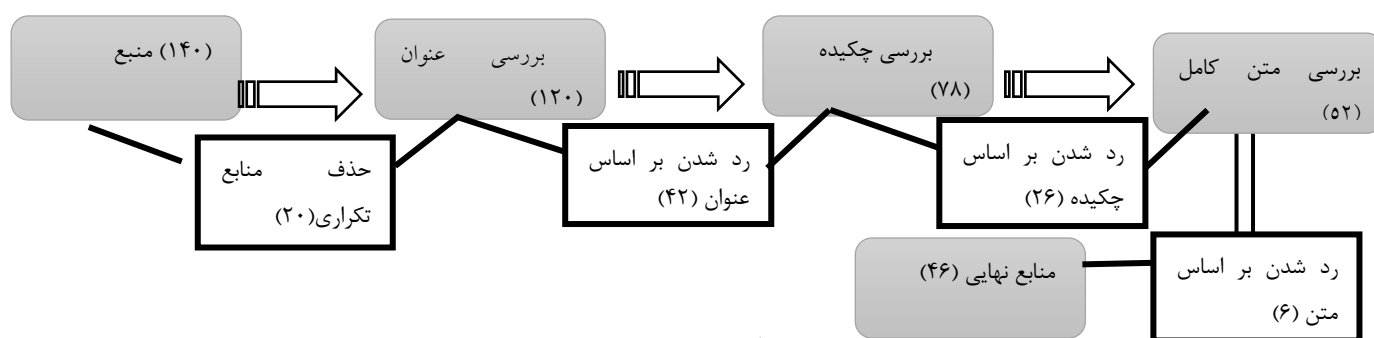 منبع (۱۴۰)
حذف منابع
تکراری(۲۰)
بررسی عنوان
(۱۲۰)
رد شدن بر اساس
عنوان (۴۲)
بررسی چکیده
(۷۸)
رد شدن بر اساس
چکیده (۲۶)
بررسی متن کامل
(۵۲)
رد شدن بر اساس
متن (۶)
منابع نهایی (۴۶)